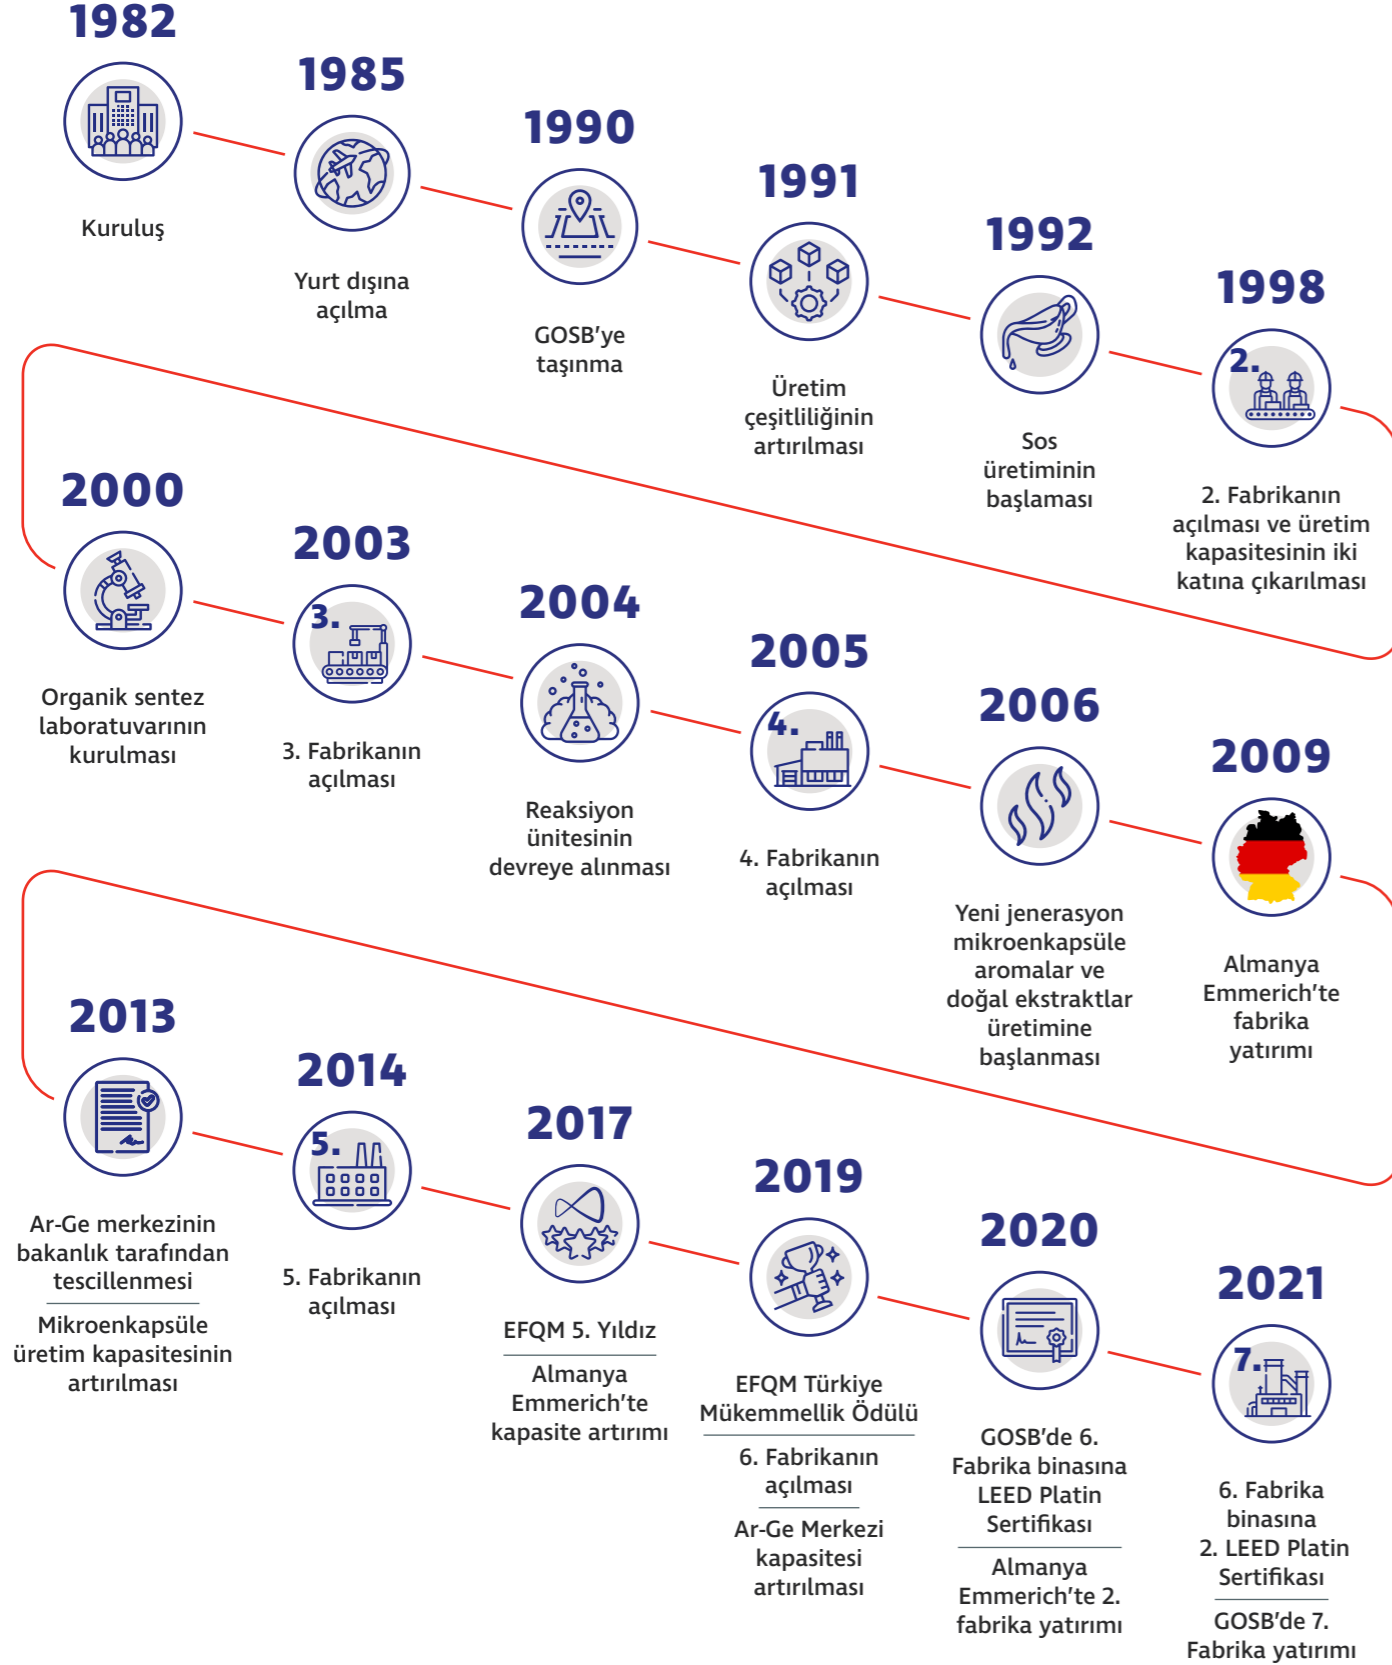 1982
Kuruluş
1985
Yurt dışına
açılma
1990
GOSB'ye
taşınma
1991
Üretim
çeşitliliğinin
artırılması
1992
Sos
üretiminin
başlaması
1998
2.
2. Fabrikanın
açılması ve üretim
kapasitesinin iki
katına çıkarılması
2000
Organik sentez
laboratuvarının
kurulması
2003
3.
3. Fabrikanın
açılması
2004
Reaksiyon
ünitesinin
devreye alınması
2005
4.
4. Fabrikanın
açılması
2006
Yeni jenerasyon
mikroenkapsüle
aromalar ve
doğal ekstraktlar
üretimine
başlanması
2009
Almanya
Emmerich'te
fabrika
yatırımı
2013
Ar-Ge merkezinin
bakanlık tarafından
tescillenmesi
Mikroenkapsüle
üretim kapasitesinin
artırılması
2014
5.
5. Fabrikanın
açılması
2017
EFQM 5. Yıldız
Almanya
Emmerich'te
kapasite artırımı
2019
EFQM Türkiye
Mükemmellik Ödülü
6. Fabrikanın
açılması
Ar-Ge Merkezi
kapasitesi
artırılması
2020
GOSB'de 6.
Fabrika binasına
LEED Platin
Sertifikası
Almanya
Emmerich'te 2.
fabrika yatırımı
2021
7.
6. Fabrika
binasına
2. LEED Platin
Sertifikası
GOSB'de 7.
Fabrika yatırımı